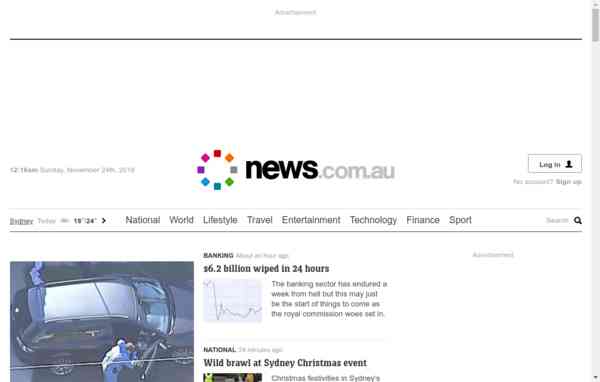 Advertisement
12:16am Sunday, November 24th, 2019
news.com.au
Log in
No account? Sign up
Sydney Today 18°/24°
National World Lifestyle Travel Entertainment Technology Finance Sport
Search
BANKING About an hour ago
$6.2 billion wiped in 24 hours
The banking sector has endured a
week from hell but this may just
be the start of things to come as
the royal commission woes set in.
Advertisement
NATIONAL 24 minutes ago
Wild brawl at Sydney Christmas event
Christmas festivities in Sydney's